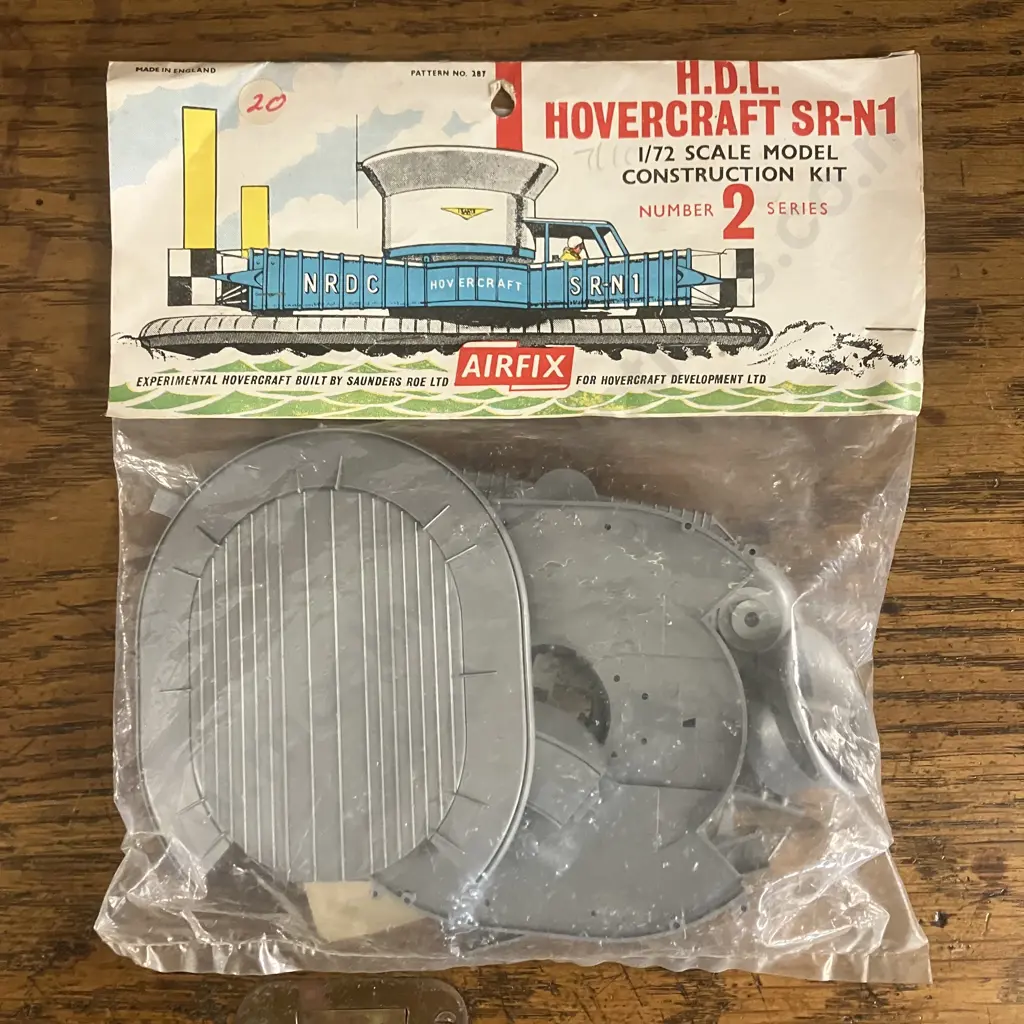 MADE IN ENGLAND
PATTERN NO. 287
20
H.D.L.
HOVERCRAFT SR-N1
1/72 SCALE MODEL
CONSTRUCTION KIT
NUMBER 2 SERIES
NRDC HOVERCRAFT SR-N1
AIRFIX
EXPERIMENTAL HOVERCRAFT BUILT BY SAUNDERS ROE LTD FOR HOVERCRAFT DEVELOPMENT LTD